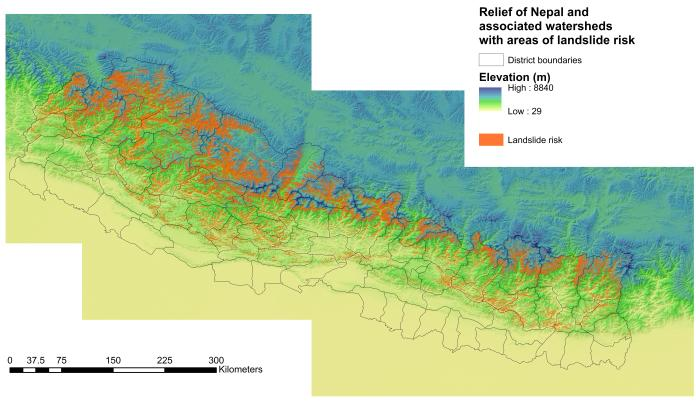 Relief of Nepal and
associated watersheds
with areas of landslide risk
District boundaries
Elevation (m)
High : 8840
Low : 29
Landslide risk
0 37.5 75 150 225 300
Kilometers